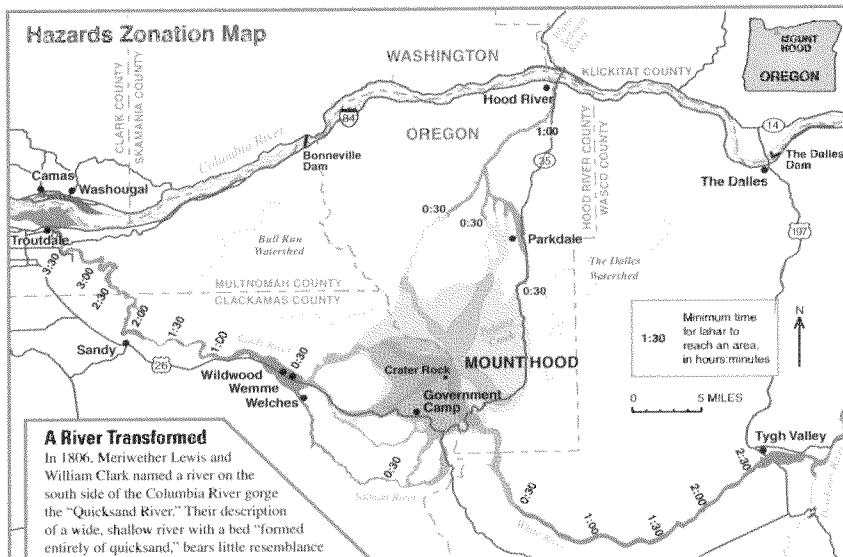 Hazards Zonation Map
WASHINGTON
MOUNT
HOOD
OREGON
CLARK COUNTY
SKAMANIA COUNTY
KLICKITAT COUNTY
Hood River
84
Columbia River
OREGON
1:00
35
HOOD RIVER COUNTY
WASCO COUNTY
14
Bonneville
Dam
The Dalles
Dam
Camas
Washougal
The Dalles
0:30
0:30
Troutdale
Bull Run
Watershed
Parkdale
197
3:30
3:00
2:30
2:00
The Dalles
Watershed
0:30
MULTNOMAH COUNTY
CLACKAMAS COUNTY
1:30
1:00
1:30
Minimum time
for lahar to
reach an area,
in hours:minutes
N
Sandy
26
0:30
Wildwood
Wemme
Welches
Crater Rock
MOUNT HOOD
Government
Camp
0 5 MILES
A River Transformed
In 1806, Meriwether Lewis and
William Clark named a river on the
south side of the Columbia River gorge
the “Quicksand River.” Their description
of a wide, shallow river with a bed “formed
entirely of quicksand,” bears little resemblance
0:30
Salmon River
0:30
1:00
White River
1:30
2:00
2:30
Tygh Valley